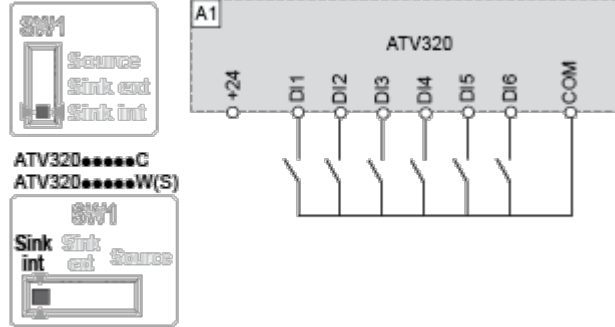 SW1
Source
Sink ext
Sink int
ATV320●●●●●C
ATV320●●●●●W(S)
SW1
Sink int
Sink ext
Source
A1
ATV320
+24
DI1
DI2
DI3
DI4
DI5
DI6
COM